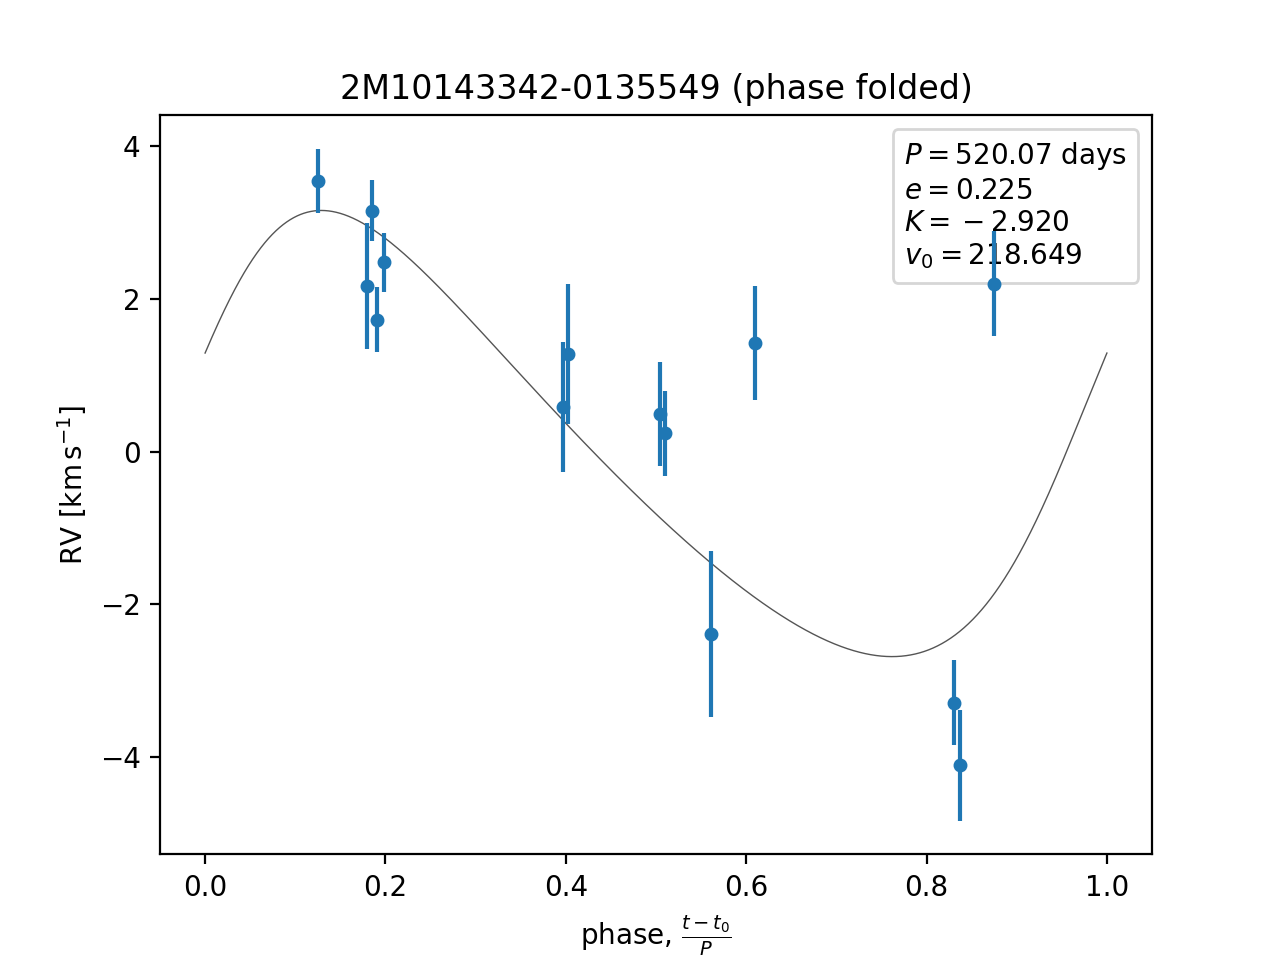 2M10143342-0135549 (phase folded)
P = 520.07 days
e = 0.225
K = −2.920
v₀ = 218.649
4
2
0
−2
−4
RV [km s⁻¹]
0.0 0.2 0.4 0.6 0.8 1.0
phase, (t − t₀)/P